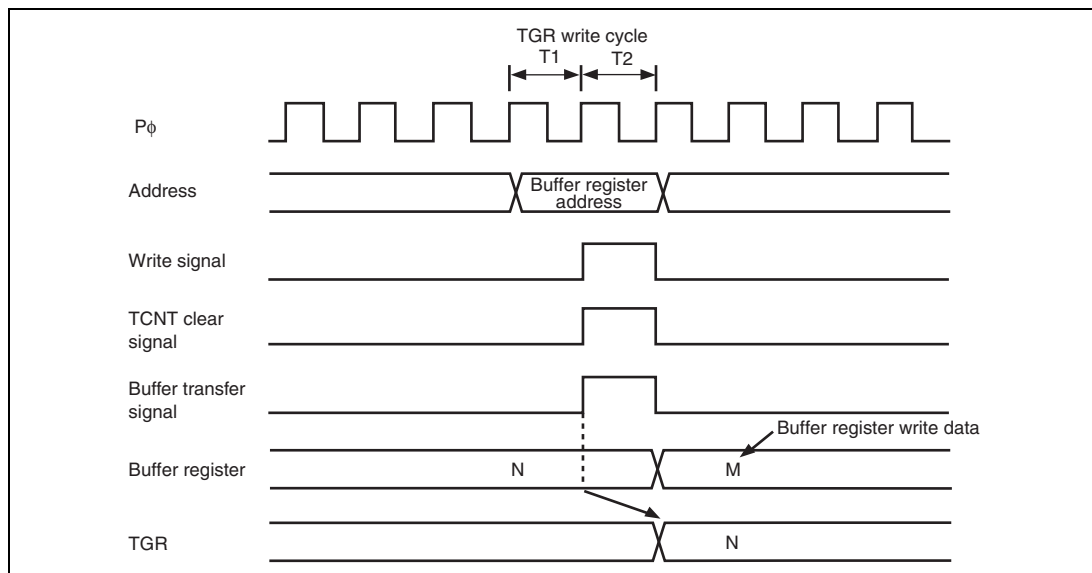 TGR write cycle
T1 T2
Pϕ
Address
Buffer register
address
Write signal
TCNT clear
signal
Buffer transfer
signal
Buffer register write data
Buffer register
N M
TGR
N